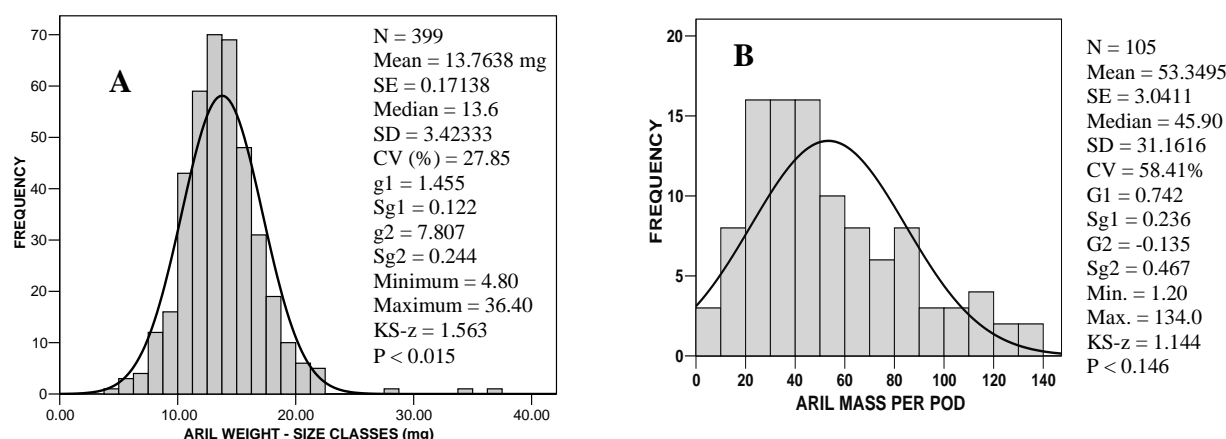 A
FREQUENCY
70
60
50
40
30
20
10
0
0.00 10.00 20.00 30.00 40.00
ARIL WEIGHT - SIZE CLASSES (mg)
N = 399
Mean = 13.7638 mg
SE = 0.17138
Median = 13.6
SD = 3.42333
CV (%) = 27.85
g1 = 1.455
Sg1 = 0.122
g2 = 7.807
Sg2 = 0.244
Minimum = 4.80
Maximum = 36.40
KS-z = 1.563
P < 0.015
B
FREQUENCY
20
15
10
5
0
0 20 40 60 80 100 120 140
ARIL MASS PER POD
N = 105
Mean = 53.3495
SE = 3.0411
Median = 45.90
SD = 31.1616
CV = 58.41%
G1 = 0.742
Sg1 = 0.236
G2 = -0.135
Sg2 = 0.467
Min. = 1.20
Max. = 134.0
KS-z = 1.144
P < 0.146